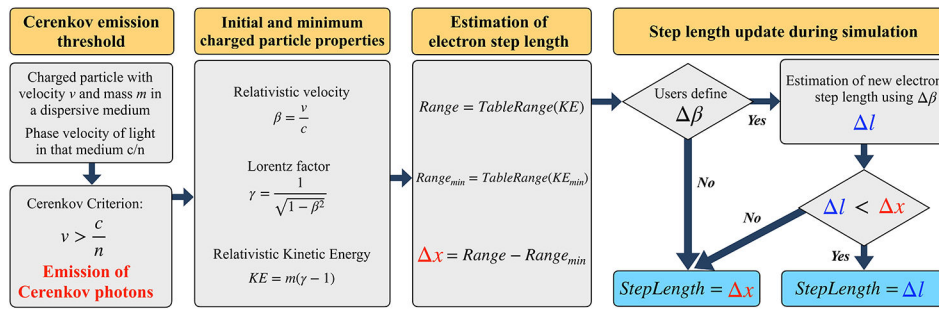 Cerenkov emission
threshold
Charged particle with
velocity v and mass m in
a dispersive medium
Phase velocity of light
in that medium c/n
Cerenkov Criterion:
v > c/n
Emission of
Cerenkov photons
Initial and minimum
charged particle properties
Relativistic velocity
β = v/c
Lorentz factor
γ = 1/√(1 − β²)
Relativistic Kinetic Energy
KE = m(γ − 1)
Estimation of
electron step length
Range = TableRange(KE)
Range_min = TableRange(KE_min)
Δx = Range − Range_min
Step length update during simulation
Users define
Δβ
Yes
No
Estimation of new electron
step length using Δβ
Δl
Δl < Δx
No
Yes
StepLength = Δx
StepLength = Δl